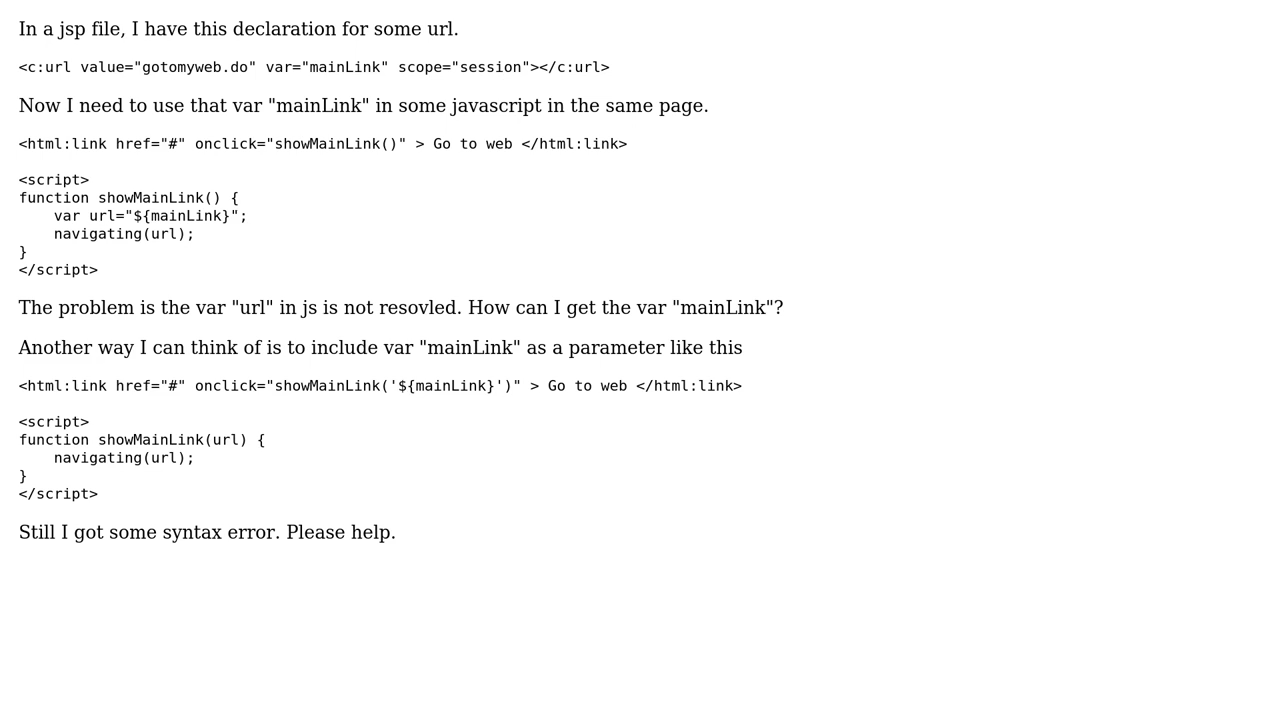 In a jsp file, I have this declaration for some url.
<c:url value="gotomyweb.do" var="mainLink" scope="session"></c:url>
Now I need to use that var "mainLink" in some javascript in the same page.
<html:link href="#" onclick="showMainLink()" > Go to web </html:link>
<script>
function showMainLink() {
    var url="${mainLink}";
    navigating(url);
}
</script>
The problem is the var "url" in js is not resovled. How can I get the var "mainLink"?
Another way I can think of is to include var "mainLink" as a parameter like this
<html:link href="#" onclick="showMainLink('${mainLink}')" > Go to web </html:link>
<script>
function showMainLink(url) {
    navigating(url);
}
</script>
Still I got some syntax error. Please help.